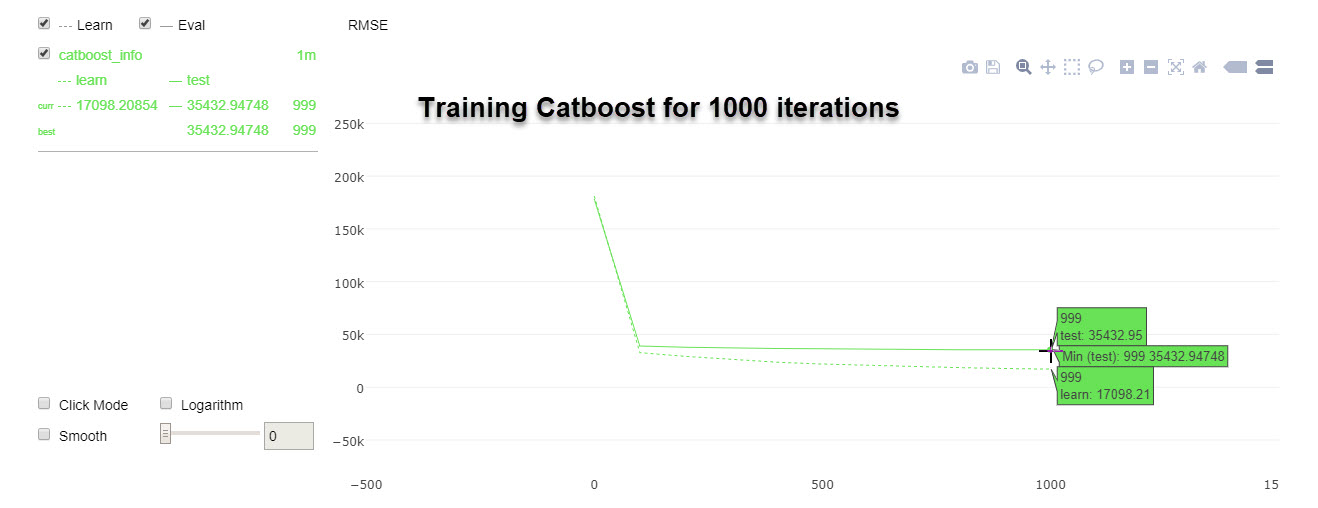 --- Learn — Eval
RMSE
catboost_info 1m
--- learn — test
curr --- 17098.20854 — 35432.94748 999
best 35432.94748 999
Training Catboost for 1000 iterations
250k
200k
150k
100k
50k
0
−50k
−500 0 500 1000 15
999
test: 35432.95
Min (test): 999 35432.94748
999
learn: 17098.21
Click Mode Logarithm
Smooth 0